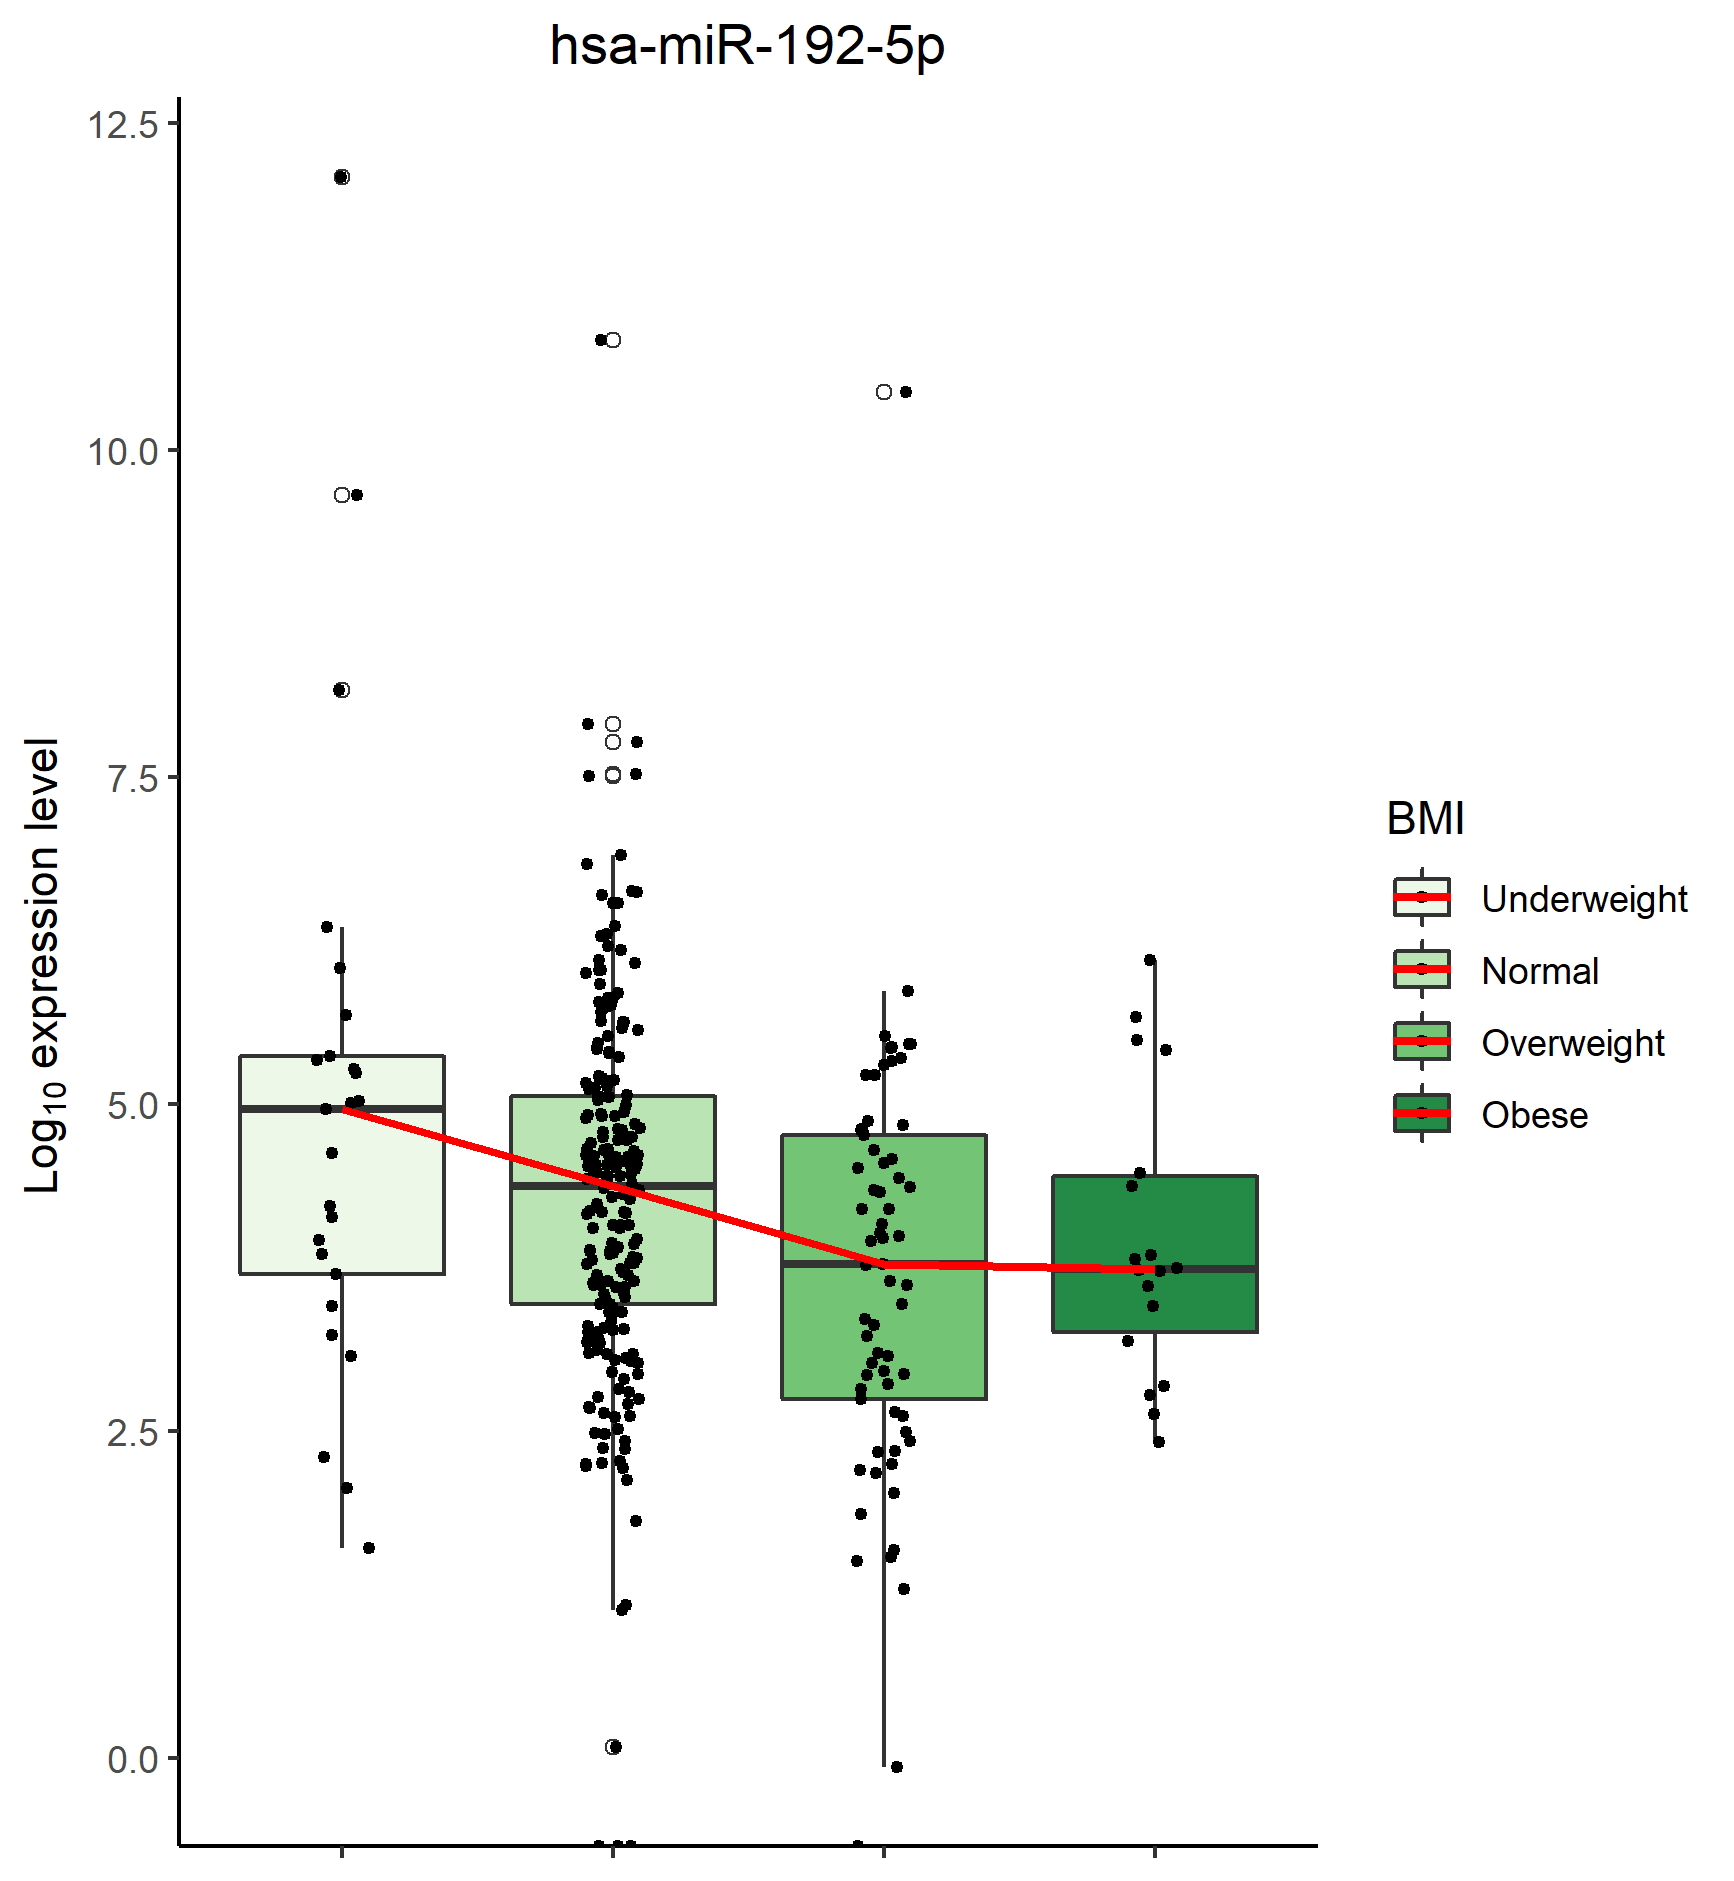 hsa-miR-192-5p
12.5
10.0
7.5
5.0
2.5
0.0
Log10 expression level
BMI
Underweight
Normal
Overweight
Obese